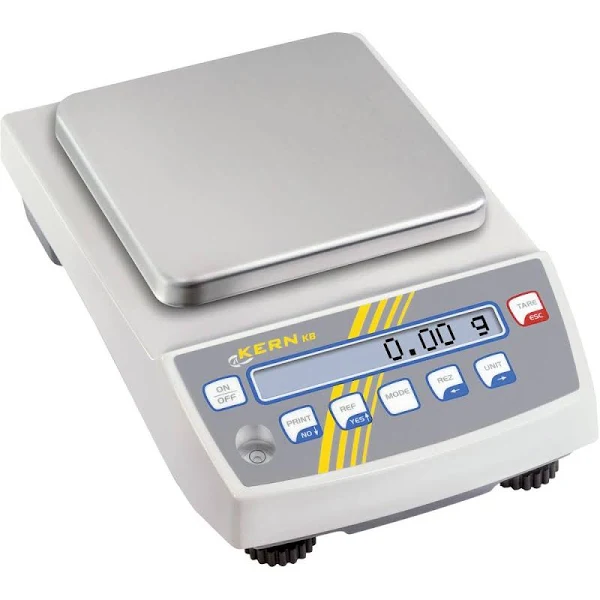 KERN KB
0.00 g
TARE
ESC
ON
OFF
PRINT
NO ↓
REF
YES ↑
MODE
REZ
←
UNIT
→